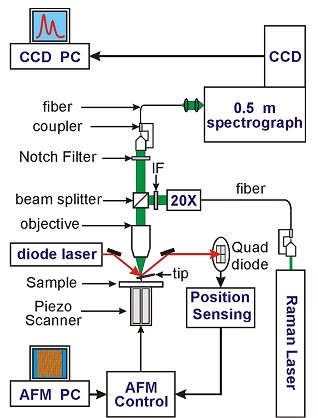 CCD PC
CCD
fiber
coupler
0.5 m
spectrograph
Notch Filter
IF
beam splitter
20X
fiber
objective
diode laser
Quad
diode
tip
Sample
Piezo
Scanner
Position
Sensing
Raman Laser
AFM PC
AFM
Control